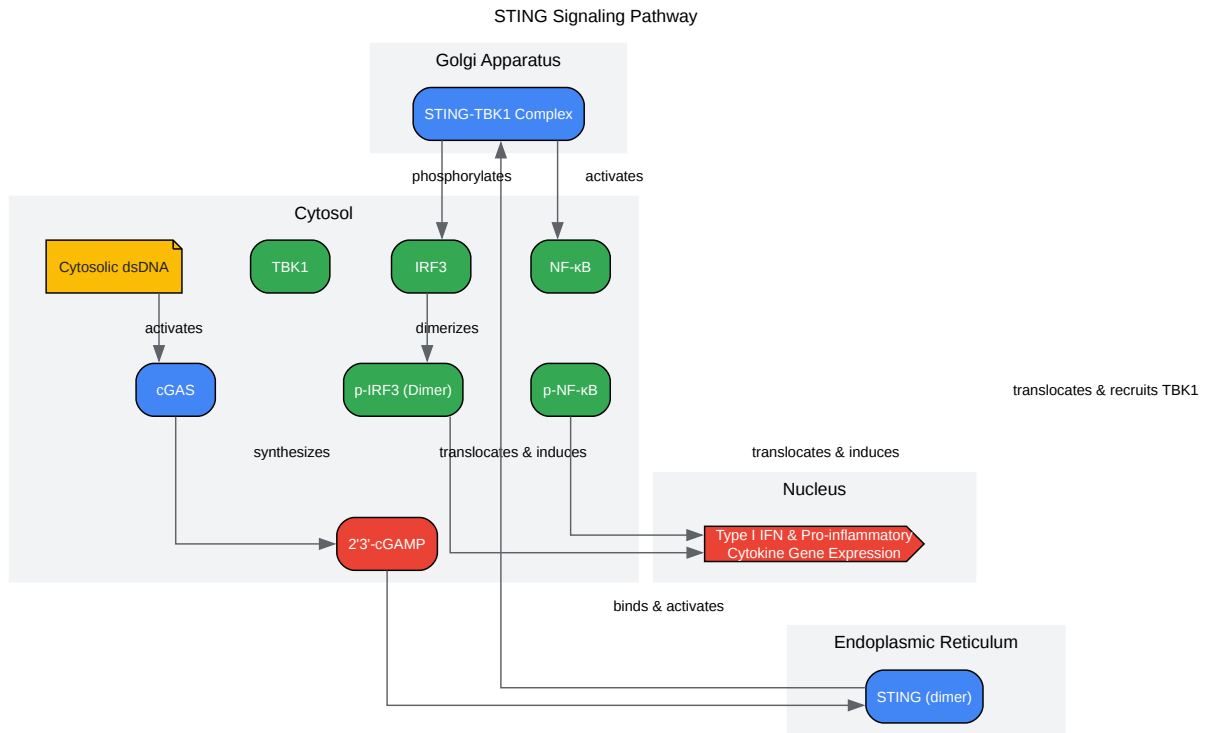 STING Signaling Pathway
Golgi Apparatus
STING-TBK1 Complex
phosphorylates
activates
Cytosol
Cytosolic dsDNA
TBK1
IRF3
NF-κB
activates
dimerizes
cGAS
p-IRF3 (Dimer)
p-NF-κB
translocates & recruits TBK1
synthesizes
translocates & induces
translocates & induces
Nucleus
Type I IFN & Pro-inflammatory
Cytokine Gene Expression
2'3'-cGAMP
binds & activates
Endoplasmic Reticulum
STING (dimer)